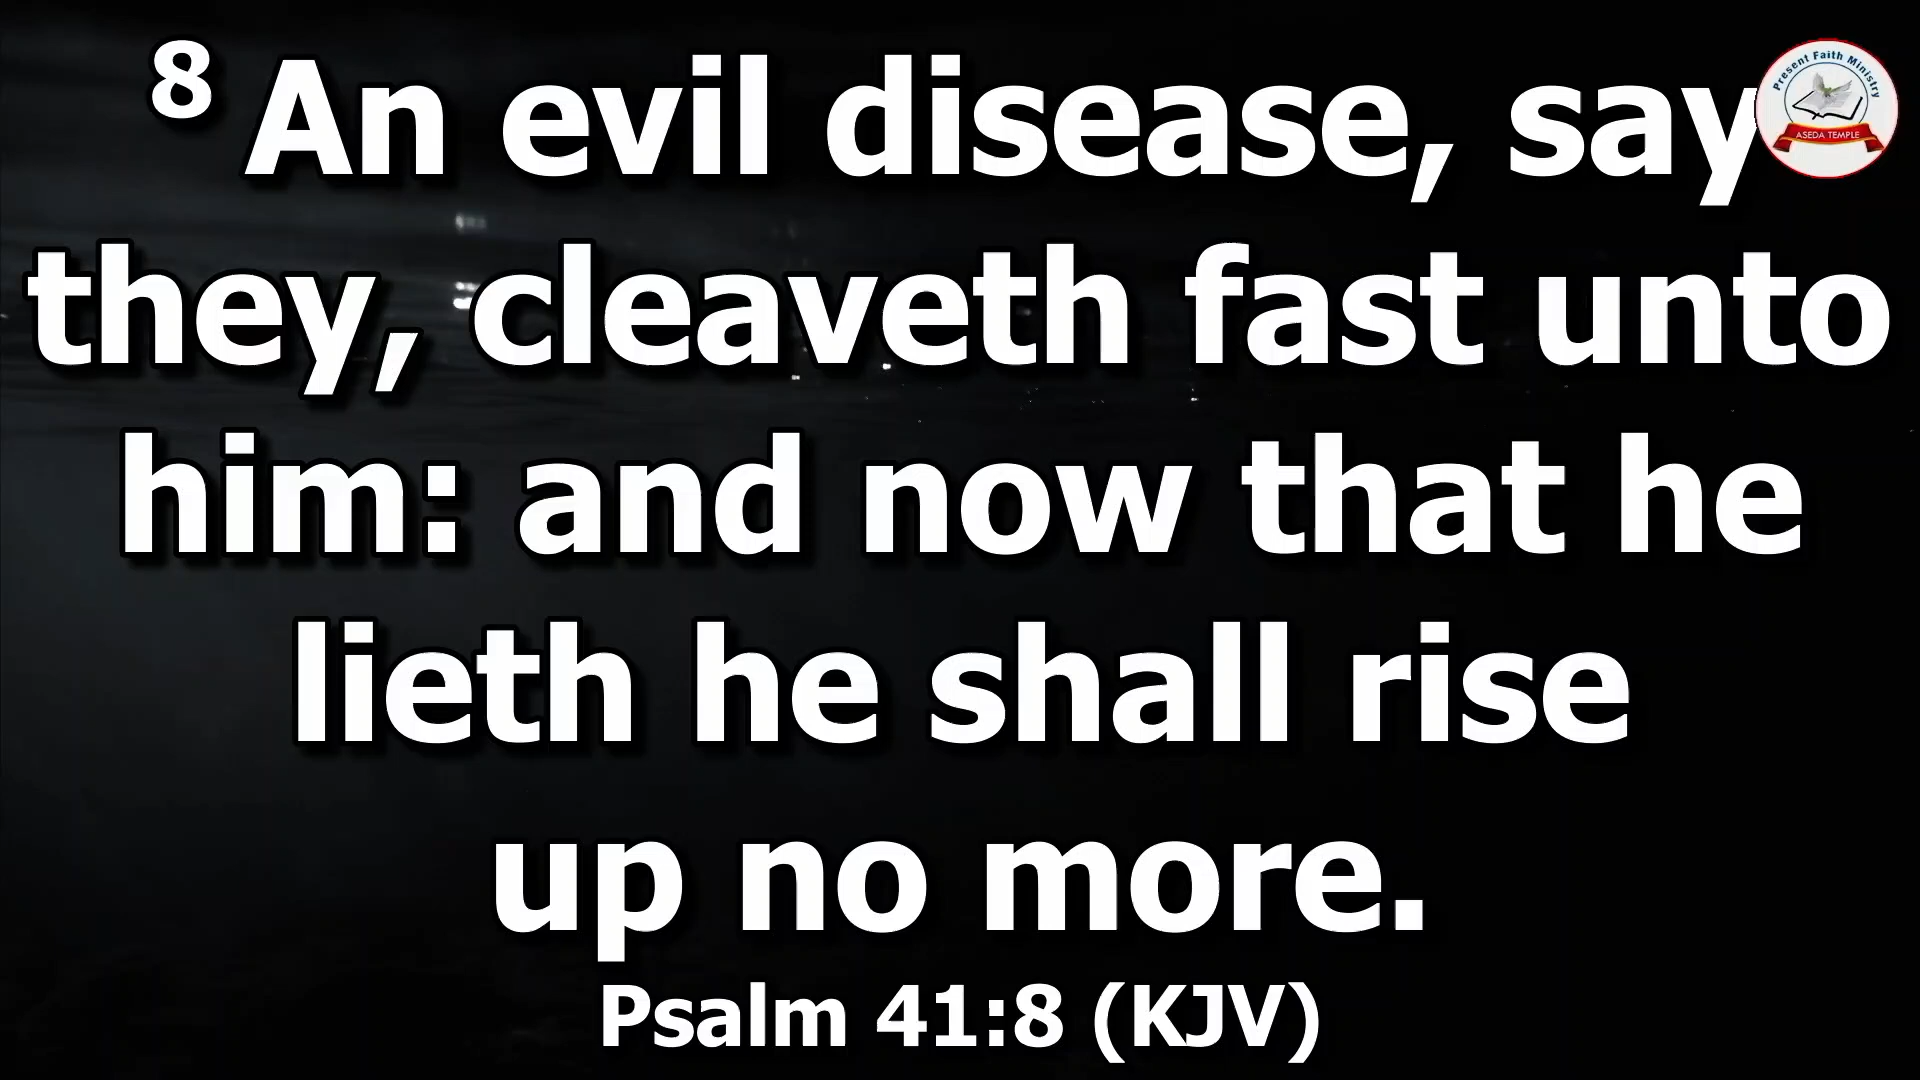 8 An evil disease, say
they, cleaveth fast unto
him: and now that he
lieth he shall rise
up no more.
Psalm 41:8 (KJV)
Present Faith Ministry
ASEDA TEMPLE